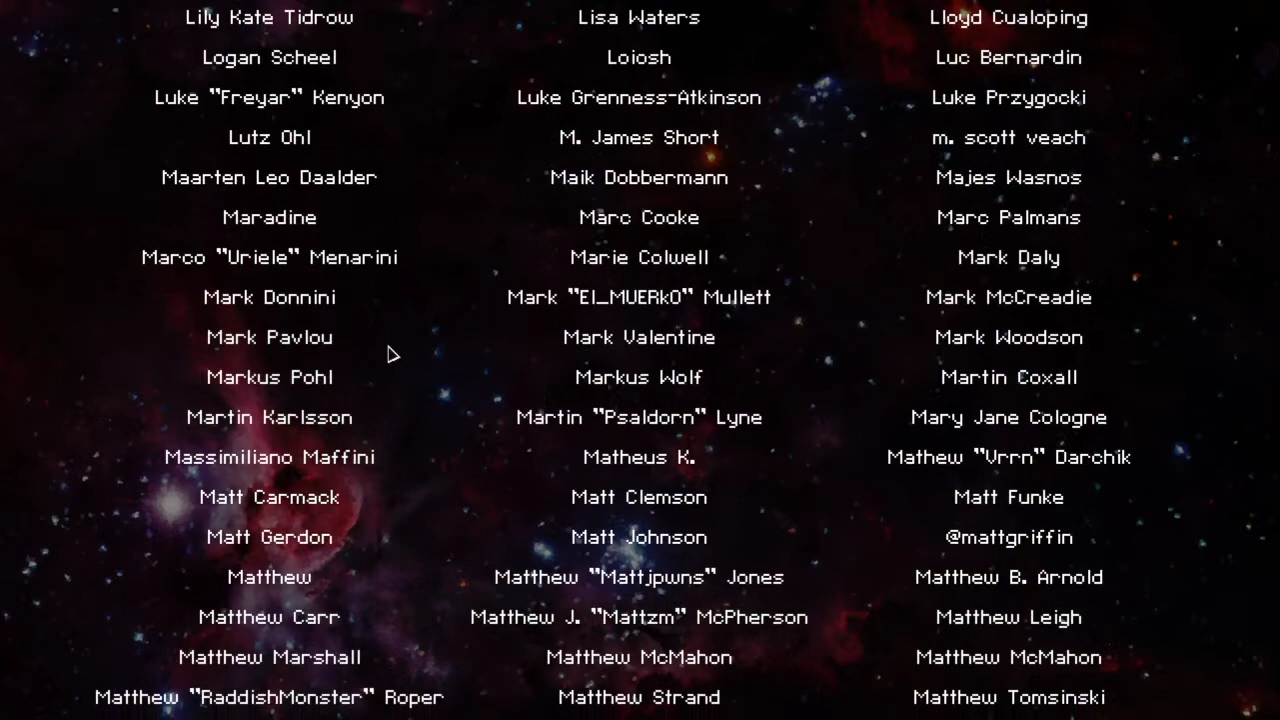 Lily Kate Tidrow Lisa Waters Lloyd Cualoping
Logan Scheel Loiosh Luc Bernardin
Luke "Freyar" Kenyon Luke Grenness-Atkinson Luke Przygocki
Lutz Ohl M. James Short m. scott veach
Maarten Leo Daalder Maik Dobbermann Majes Wasnos
Maradine Marc Cooke Marc Palmans
Marco "Uriele" Menarini Marie Colwell Mark Daly
Mark Donnini Mark "El_MUERkO" Mullett Mark McCreadie
Mark Pavlou Mark Valentine Mark Woodson
Markus Pohl Markus Wolf Martin Coxall
Martin Karlsson Martin "Psaldorn" Lyne Mary Jane Cologne
Massimiliano Maffini Matheus K. Mathew "Vrrn" Darchik
Matt Carmack Matt Clemson Matt Funke
Matt Gerdon Matt Johnson @mattgriffin
Matthew Matthew "Mattjpwns" Jones Matthew B. Arnold
Matthew Carr Matthew J. "Mattzm" McPherson Matthew Leigh
Matthew Marshall Matthew McMahon Matthew McMahon
Matthew "RaddishMonster" Roper Matthew Strand Matthew Tomsinski